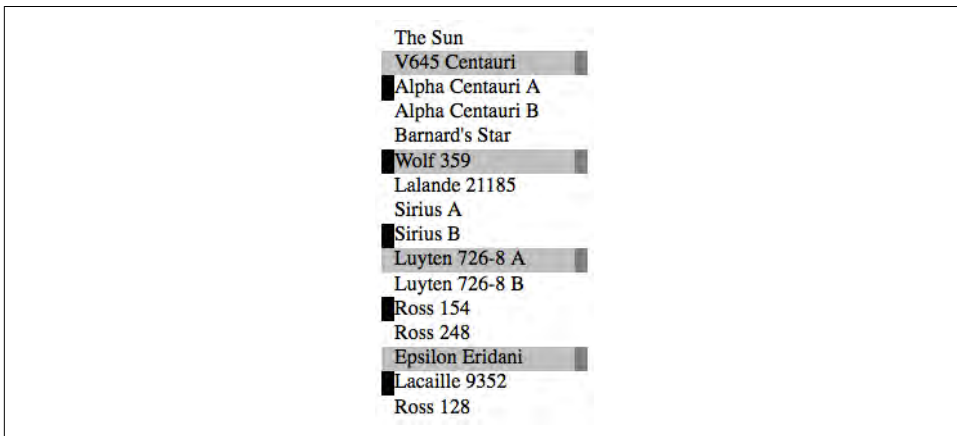 The Sun
V645 Centauri
Alpha Centauri A
Alpha Centauri B
Barnard's Star
Wolf 359
Lalande 21185
Sirius A
Sirius B
Luyten 726-8 A
Luyten 726-8 B
Ross 154
Ross 248
Epsilon Eridani
Lacaille 9352
Ross 128